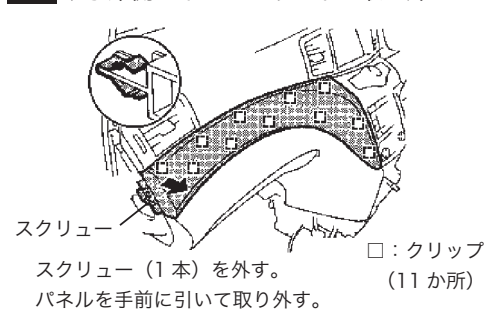 スクリュー
□：クリップ
（11 か所）
スクリュー（1 本）を外す。
パネルを手前に引いて取り外す。